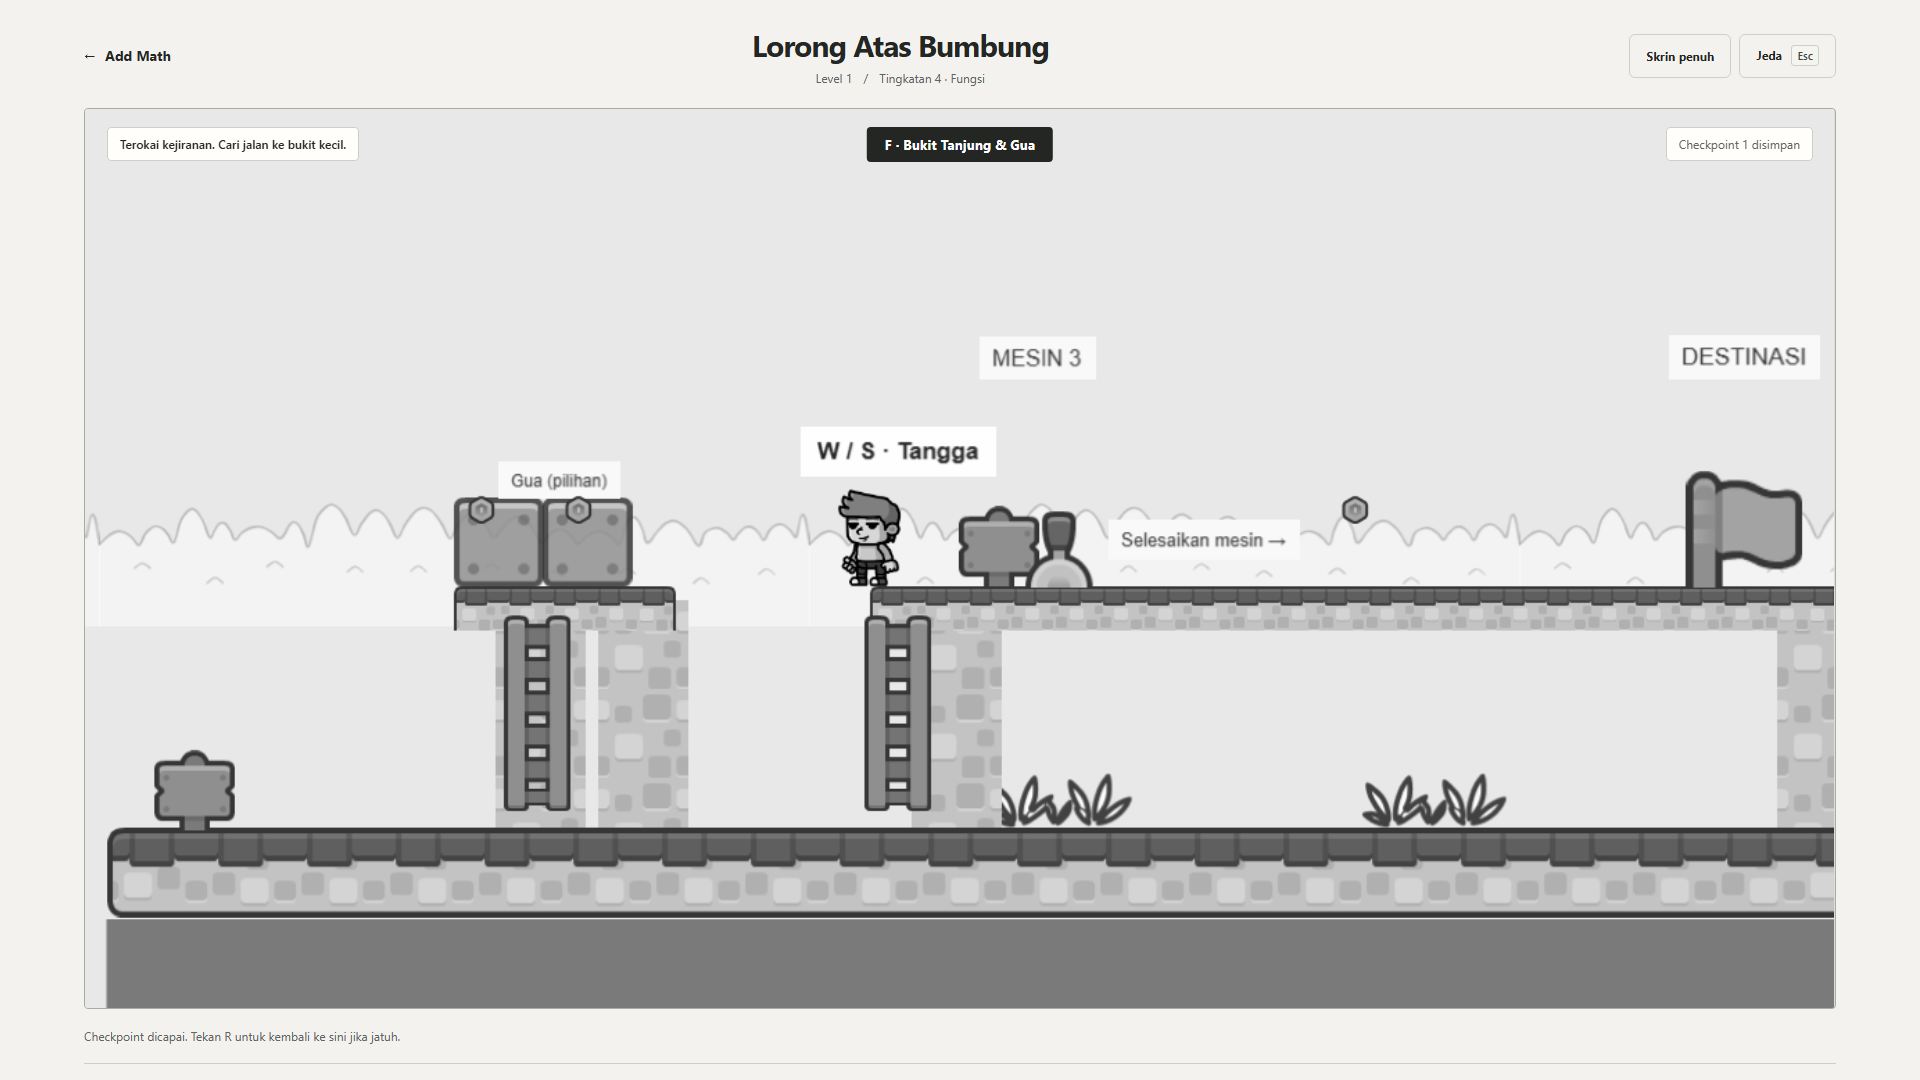 ← Add Math
Lorong Atas Bumbung
Level 1 / Tingkatan 4 · Fungsi
Skrin penuh
Jeda Esc
Terokai kejiranan. Cari jalan ke bukit kecil.
F · Bukit Tanjung & Gua
Checkpoint 1 disimpan
MESIN 3
DESTINASI
W / S · Tangga
Gua (pilihan)
Selesaikan mesin →
Checkpoint dicapai. Tekan R untuk kembali ke sini jika jatuh.